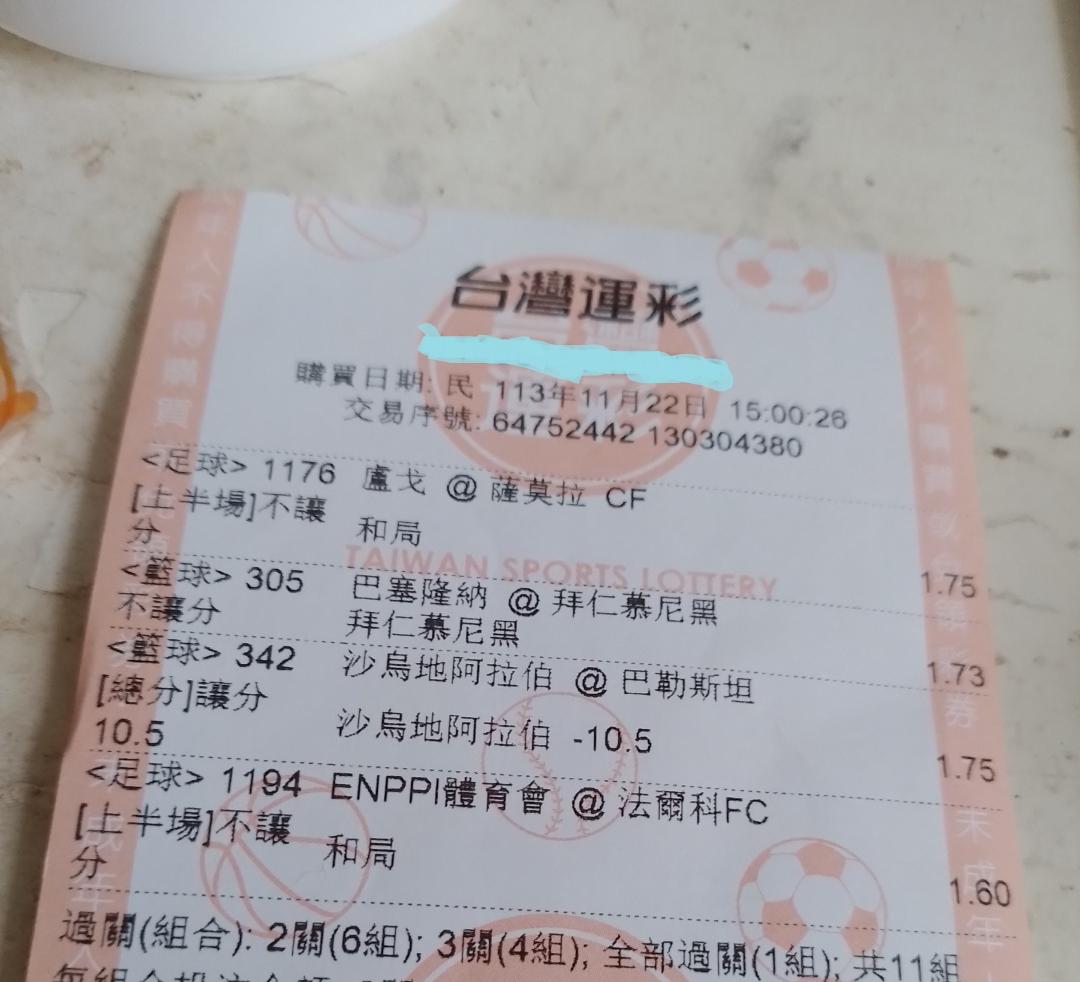 台灣運彩
購買日期: 民 113年11月22日 15:00:26
交易序號: 64752442 130304380
<足球> 1176 盧戈 @ 薩莫拉 CF
[上半場]不讓分 和局
TAIWAN SPORTS LOTTERY
1.75
<籃球> 305 巴塞隆納 @ 拜仁慕尼黑
不讓分 拜仁慕尼黑
1.73
<籃球> 342 沙烏地阿拉伯 @ 巴勒斯坦
[總分]讓分 10.5 沙烏地阿拉伯 -10.5
1.75
<足球> 1194 ENPPI體育會 @ 法爾科FC
[上半場]不讓分 和局
1.60
過關(組合): 2關(6組); 3關(4組); 全部過關(1組); 共11組